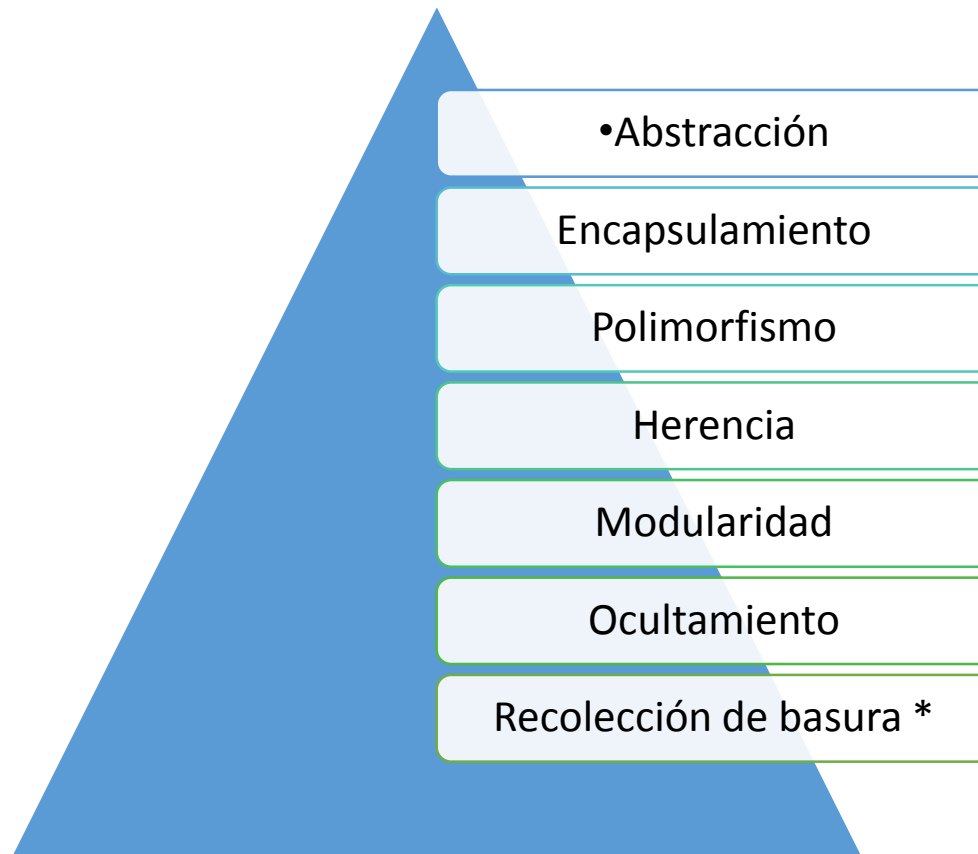 •Abstracción
Encapsulamiento
Polimorfismo
Herencia
Modularidad
Ocultamiento
Recolección de basura *